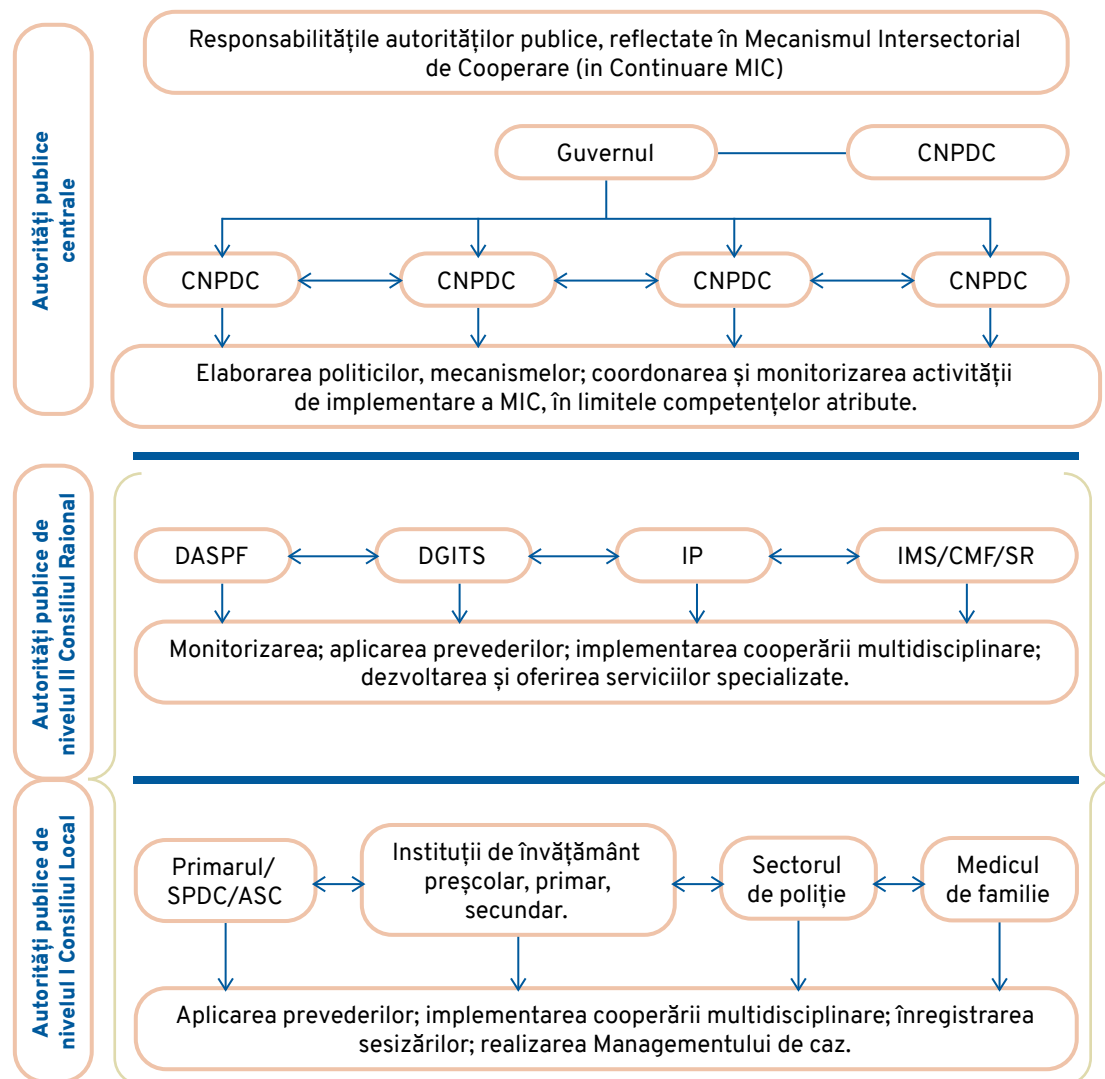 Responsabilitățile autorităților publice, reflectate în Mecanismul Intersectorial
de Cooperare (in Continuare MIC)
Autorități publice
centrale
Guvernul
CNPDC
CNPDC
CNPDC
CNPDC
CNPDC
Elaborarea politicilor, mecanismelor; coordonarea și monitorizarea activității
de implementare a MIC, în limitele competențelor atribute.
Autorități publice de
nivelul II Consiliul Raional
DASPF
DGITS
IP
IMS/CMF/SR
Monitorizarea; aplicarea prevederilor; implementarea cooperării multidisciplinare;
dezvoltarea și oferirea serviciilor specializate.
Autorități publice de
nivelul I Consiliul Local
Primarul/
SPDC/ASC
Instituții de învățământ
preșcolar, primar,
secundar.
Sectorul
de poliție
Medicul
de familie
Aplicarea prevederilor; implementarea cooperării multidisciplinare; înregistrarea
sesizărilor; realizarea Managementului de caz.